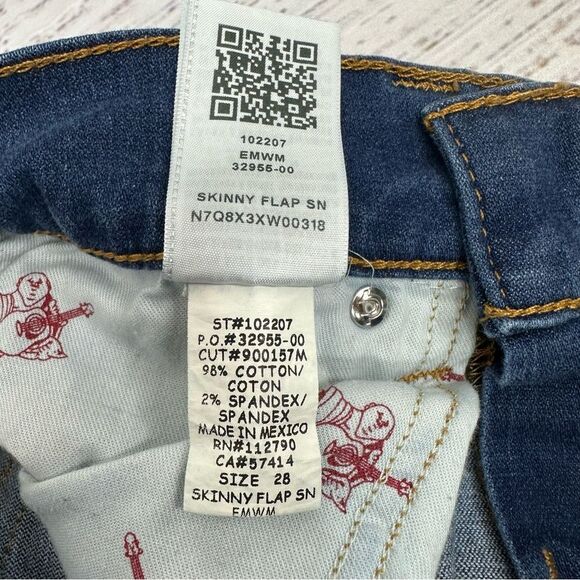 102207
EMWM
32955-00
SKINNY FLAP SN
N7Q8X3XW00318
ST#102207
P.O.#32955-00
CUT#900157M
98% COTTON/
COTON
2% SPANDEX/
SPANDEX
MADE IN MEXICO
RN#112790
CA#57414
SIZE 28
SKINNY FLAP SN
EMWM